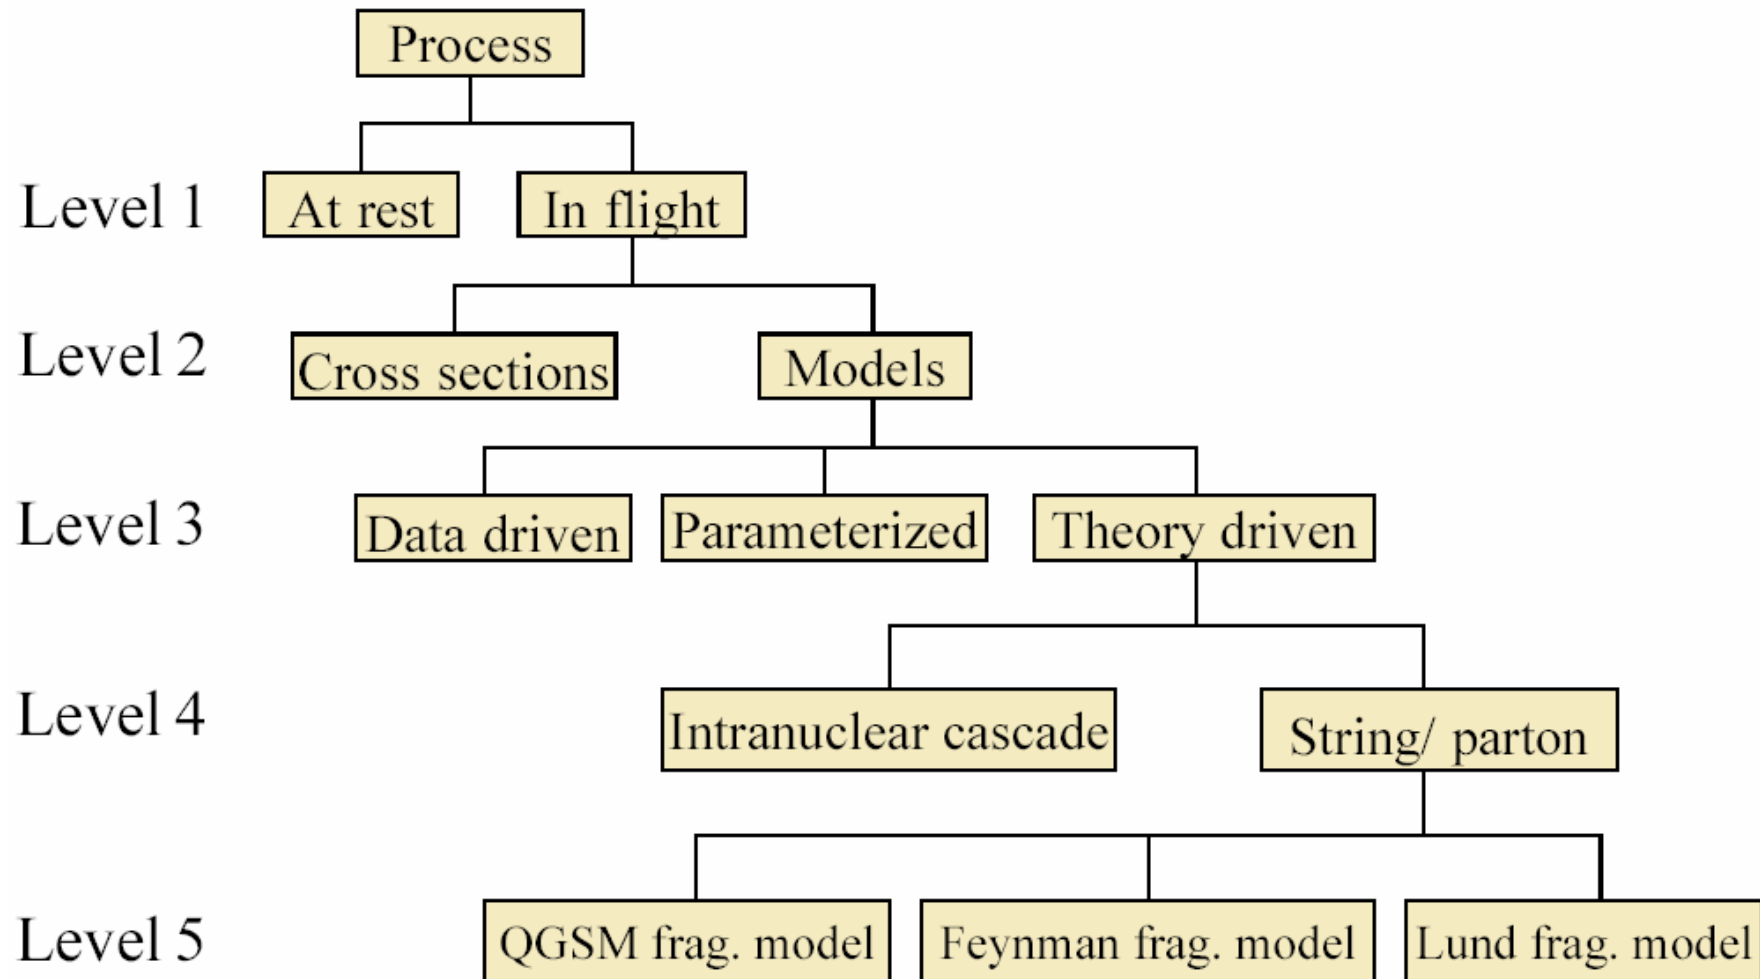 Process
Level 1 At rest In flight
Level 2 Cross sections Models
Level 3 Data driven Parameterized Theory driven
Level 4 Intranuclear cascade String/ parton
Level 5 QGSM frag. model Feynman frag. model Lund frag. model